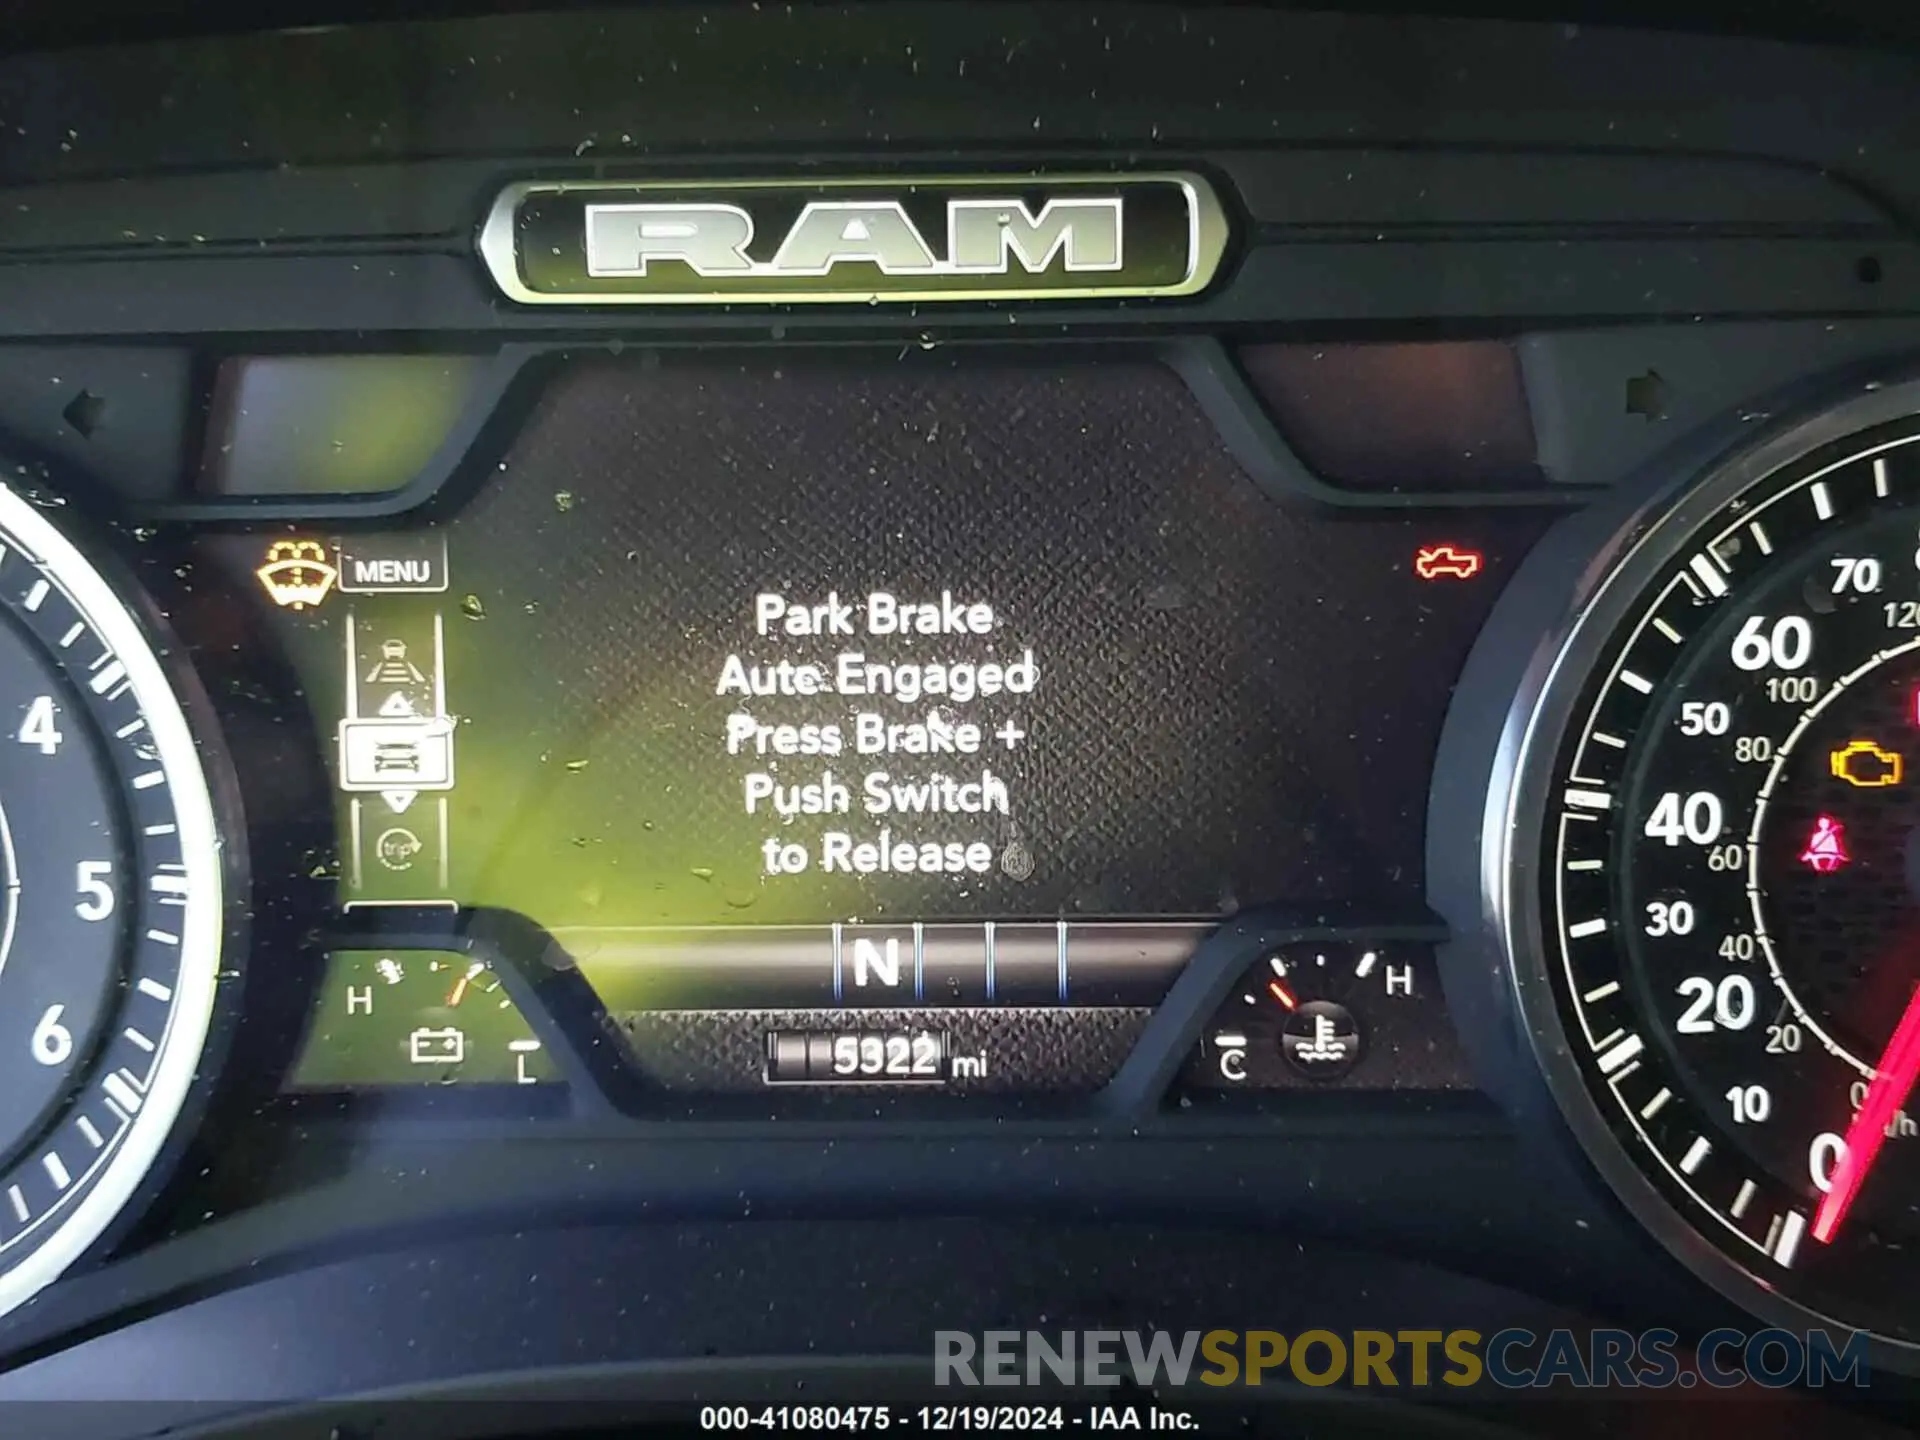 RAM
MENU
Park Brake
Auto Engaged
Press Brake +
Push Switch
to Release
trip
N
H
L
5322 mi
C
H
4
5
6
70
60
50
40
30
20
10
0
120
100
80
60
40
20
0
RENEWSPORTSCARS.COM
000-41080475 - 12/19/2024 - IAA Inc.